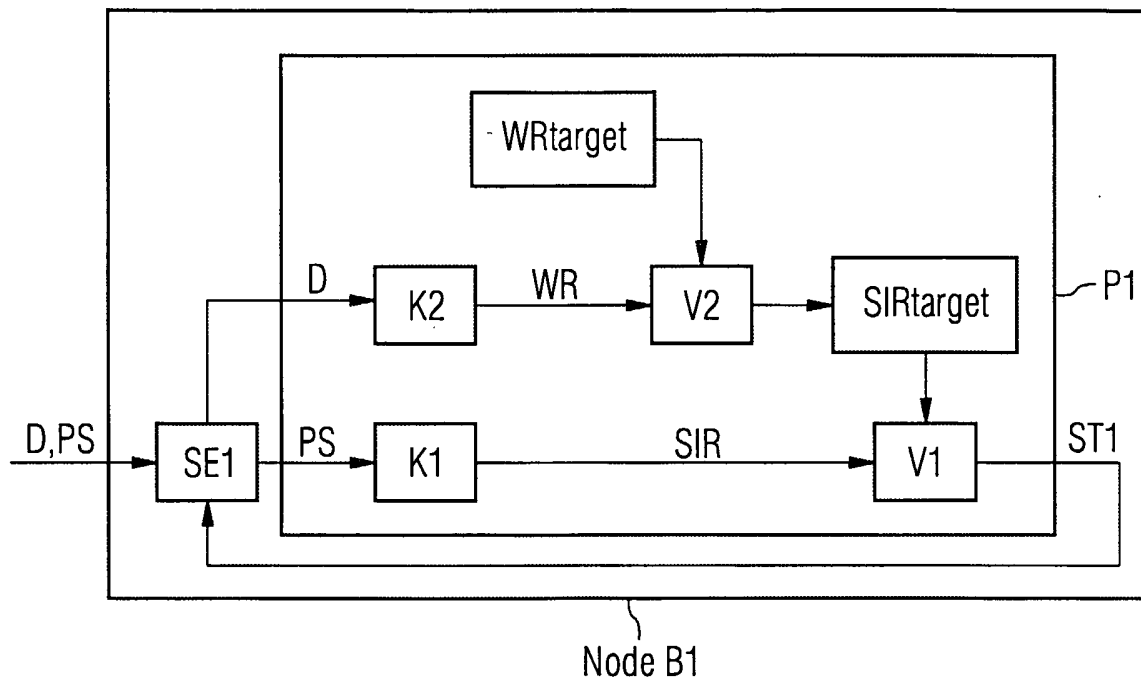 WRtarget
D
K2
WR
V2
SIRtarget
P1
D,PS
SE1
PS
K1
SIR
V1
ST1
Node B1